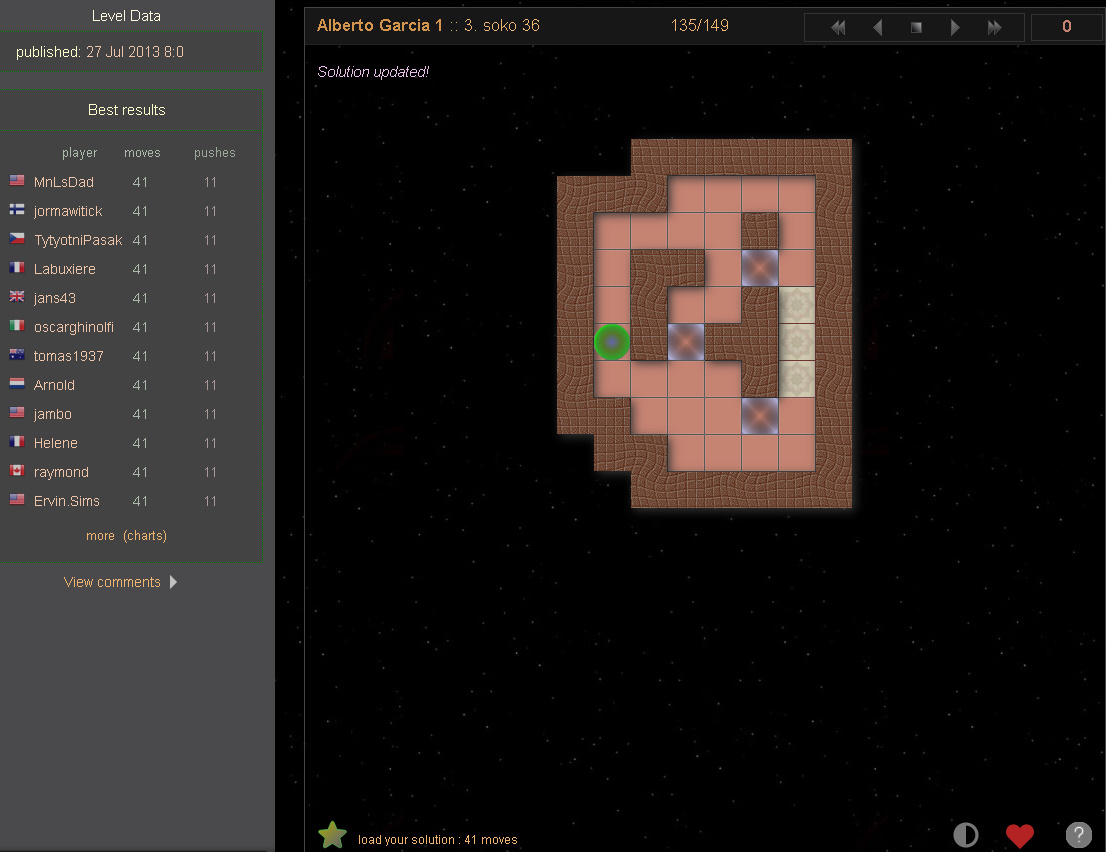 Level Data
published: 27 Jul 2013 8:0
Best results
player moves pushes
MnLsDad 41 11
jormawitick 41 11
TytyotniPasak 41 11
Labuxiere 41 11
jans43 41 11
oscarghinolfi 41 11
tomas1937 41 11
Arnold 41 11
jambo 41 11
Helene 41 11
raymond 41 11
Ervin.Sims 41 11
more (charts)
View comments
Alberto Garcia 1 :: 3. soko 36 135/149 0
Solution updated!
load your solution : 41 moves
?